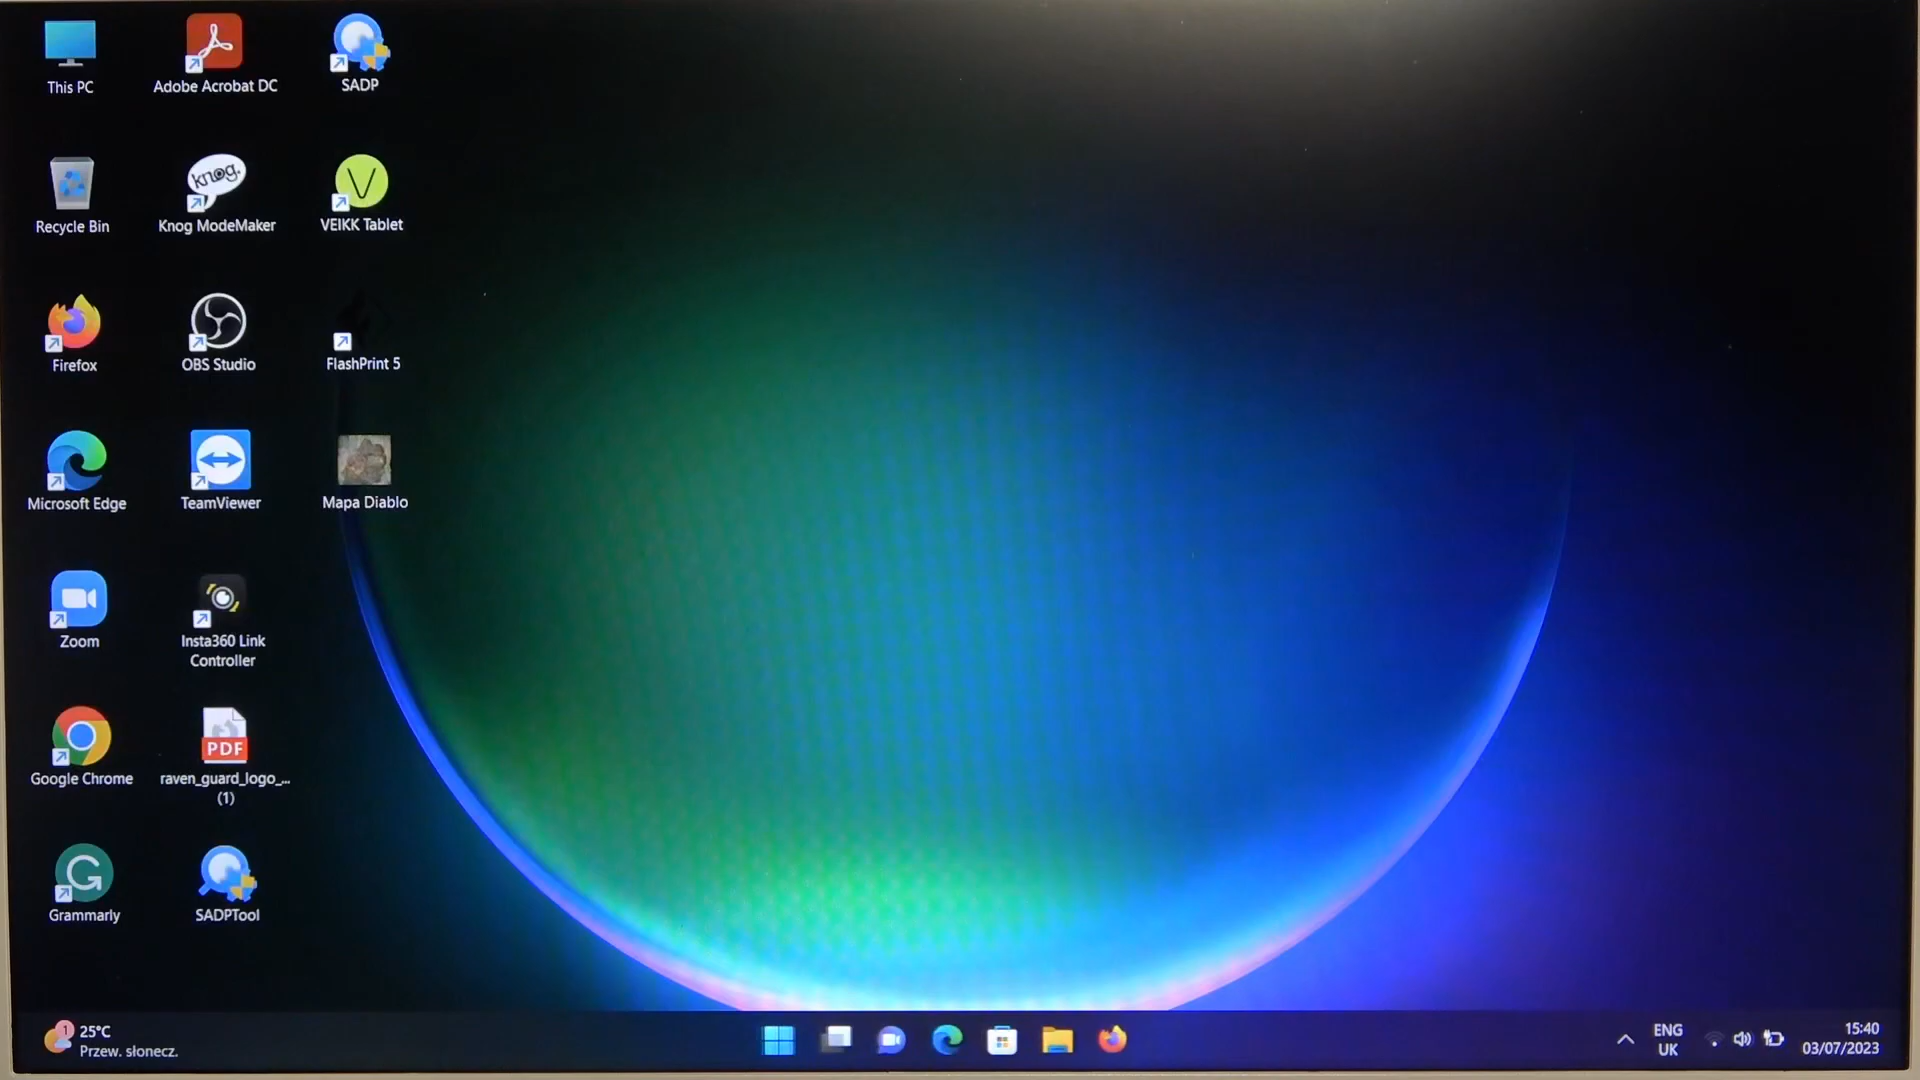 This PC
Adobe Acrobat DC
SADP
knog.
Recycle Bin
Knog ModeMaker
V
VEIKK Tablet
Firefox
OBS Studio
FlashPrint 5
Microsoft Edge
TeamViewer
Mapa Diablo
Zoom
Insta360 Link
Controller
PDF
Google Chrome
raven_guard_logo_...
(1)
G
Grammarly
SADPTool
1
25°C
Przew. słonecz.
ENG
UK
15:40
03/07/2023